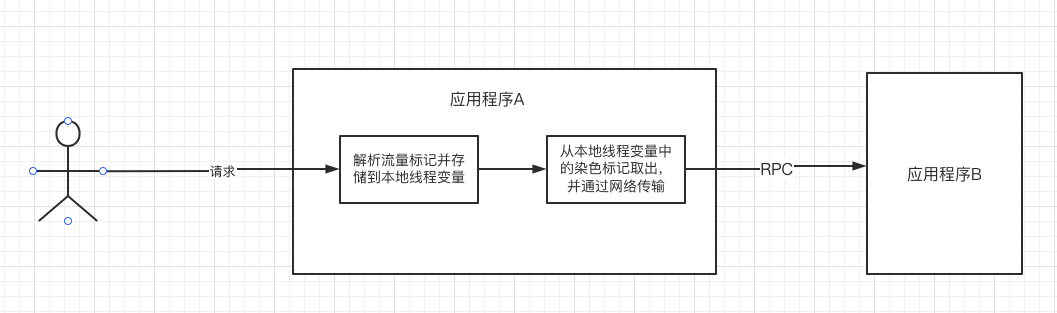 应用程序A
请求
解析流量标记并存
储到本地线程变量
从本地线程变量中
的染色标记取出，
并通过网络传输
RPC
应用程序B